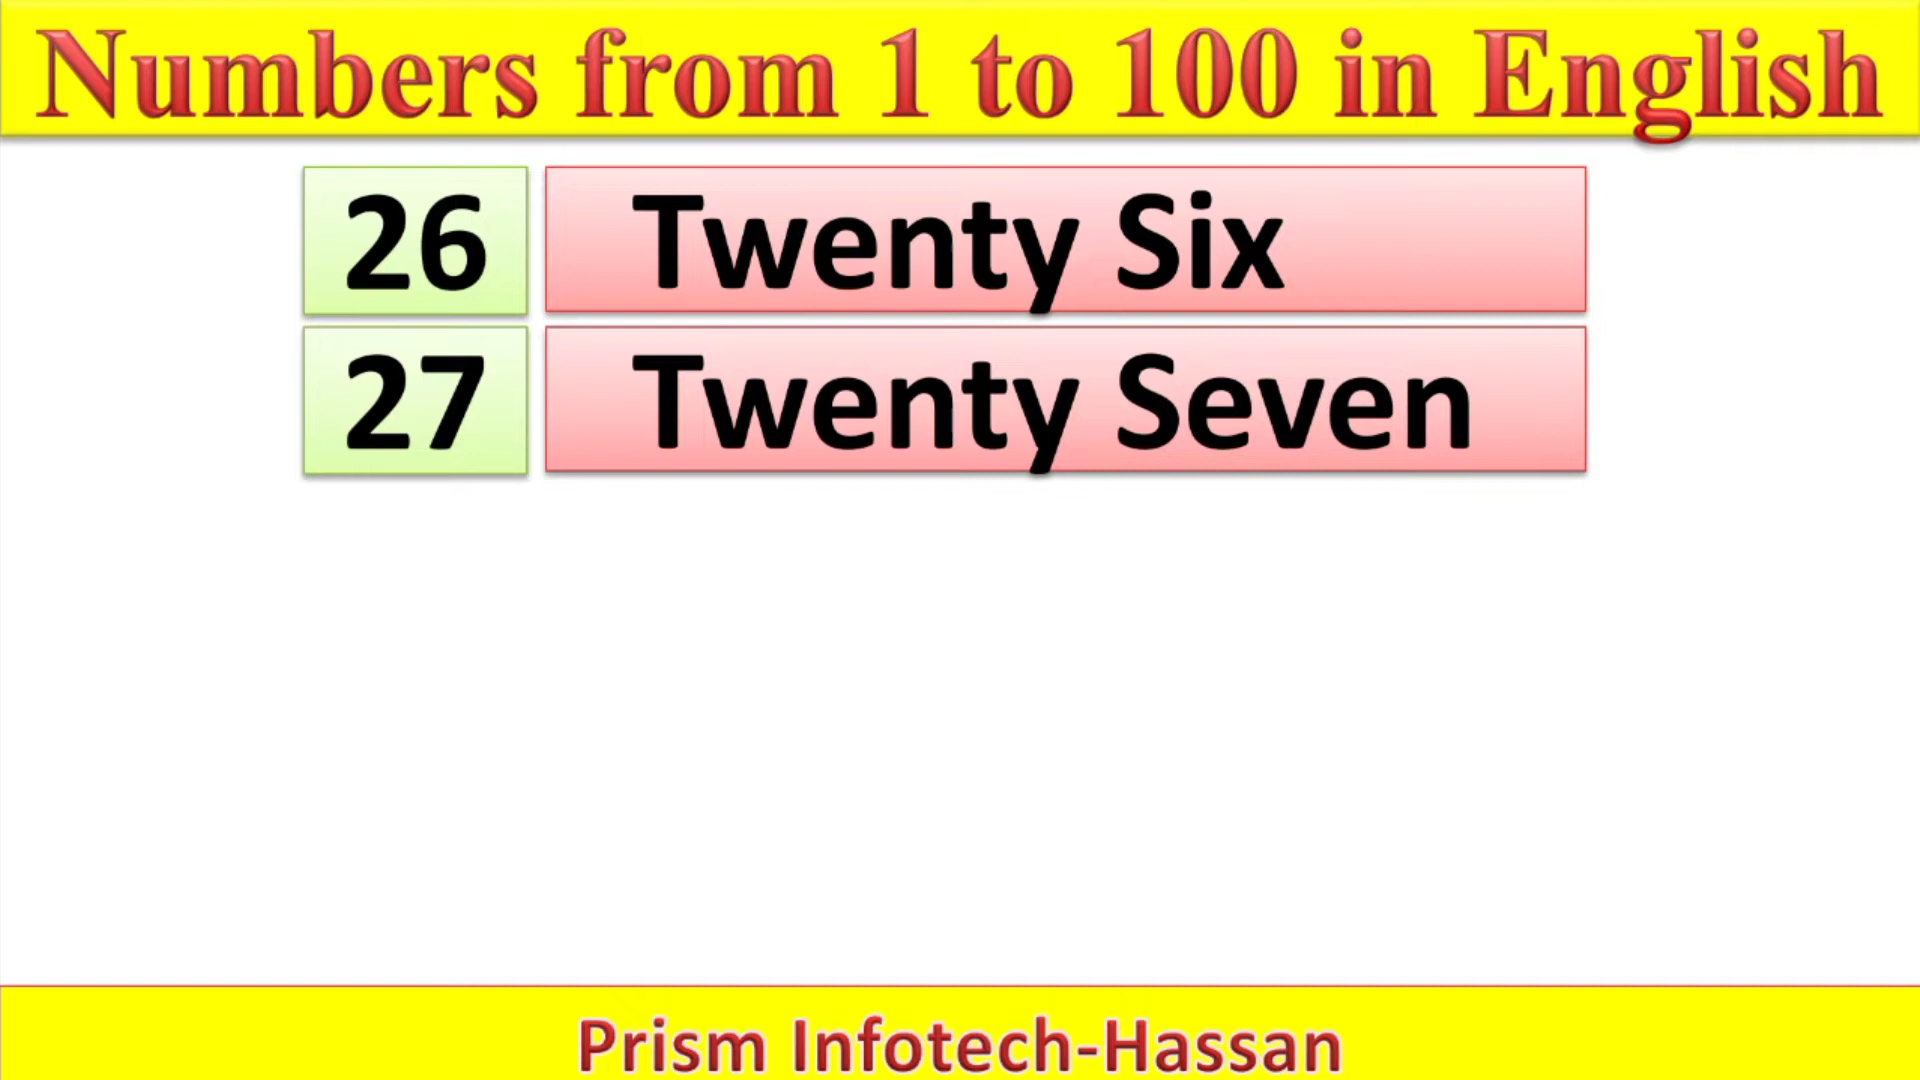 Numbers from 1 to 100 in English
26 Twenty Six
27 Twenty Seven
Prism Infotech-Hassan